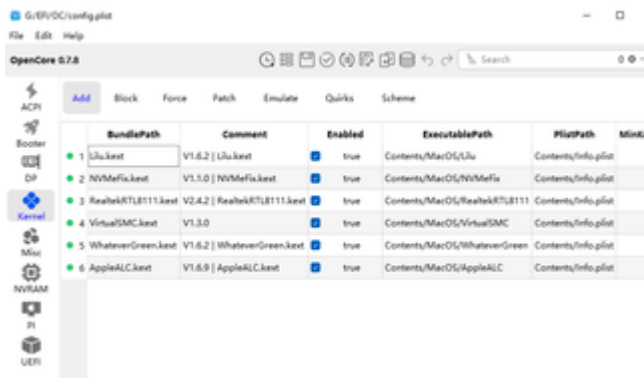 G:/EFI/OC/config.plist
File Edit Help
OpenCore 0.7.8 Search 0
ACPI
Booter
DP
Kernel
Misc
NVRAM
PI
UEFI
Add Block Force Patch Emulate Quirks Scheme
BundlePath Comment Enabled ExecutablePath PlistPath MinK
1 Lilu.kext V1.6.2 | Lilu.kext true Contents/MacOS/Lilu Contents/Info.plist
2 NVMeFix.kext V1.1.0 | NVMeFix.kext true Contents/MacOS/NVMeFix Contents/Info.plist
3 RealtekRTL8111.kext V2.4.2 | RealtekRTL8111.kext true Contents/MacOS/RealtekRTL8111 Contents/Info.plist
4 VirtualSMC.kext V1.3.0 true Contents/MacOS/VirtualSMC Contents/Info.plist
5 WhateverGreen.kext V1.6.2 | WhateverGreen.kext true Contents/MacOS/WhateverGreen Contents/Info.plist
6 AppleALC.kext V1.6.9 | AppleALC.kext true Contents/MacOS/AppleALC Contents/Info.plist